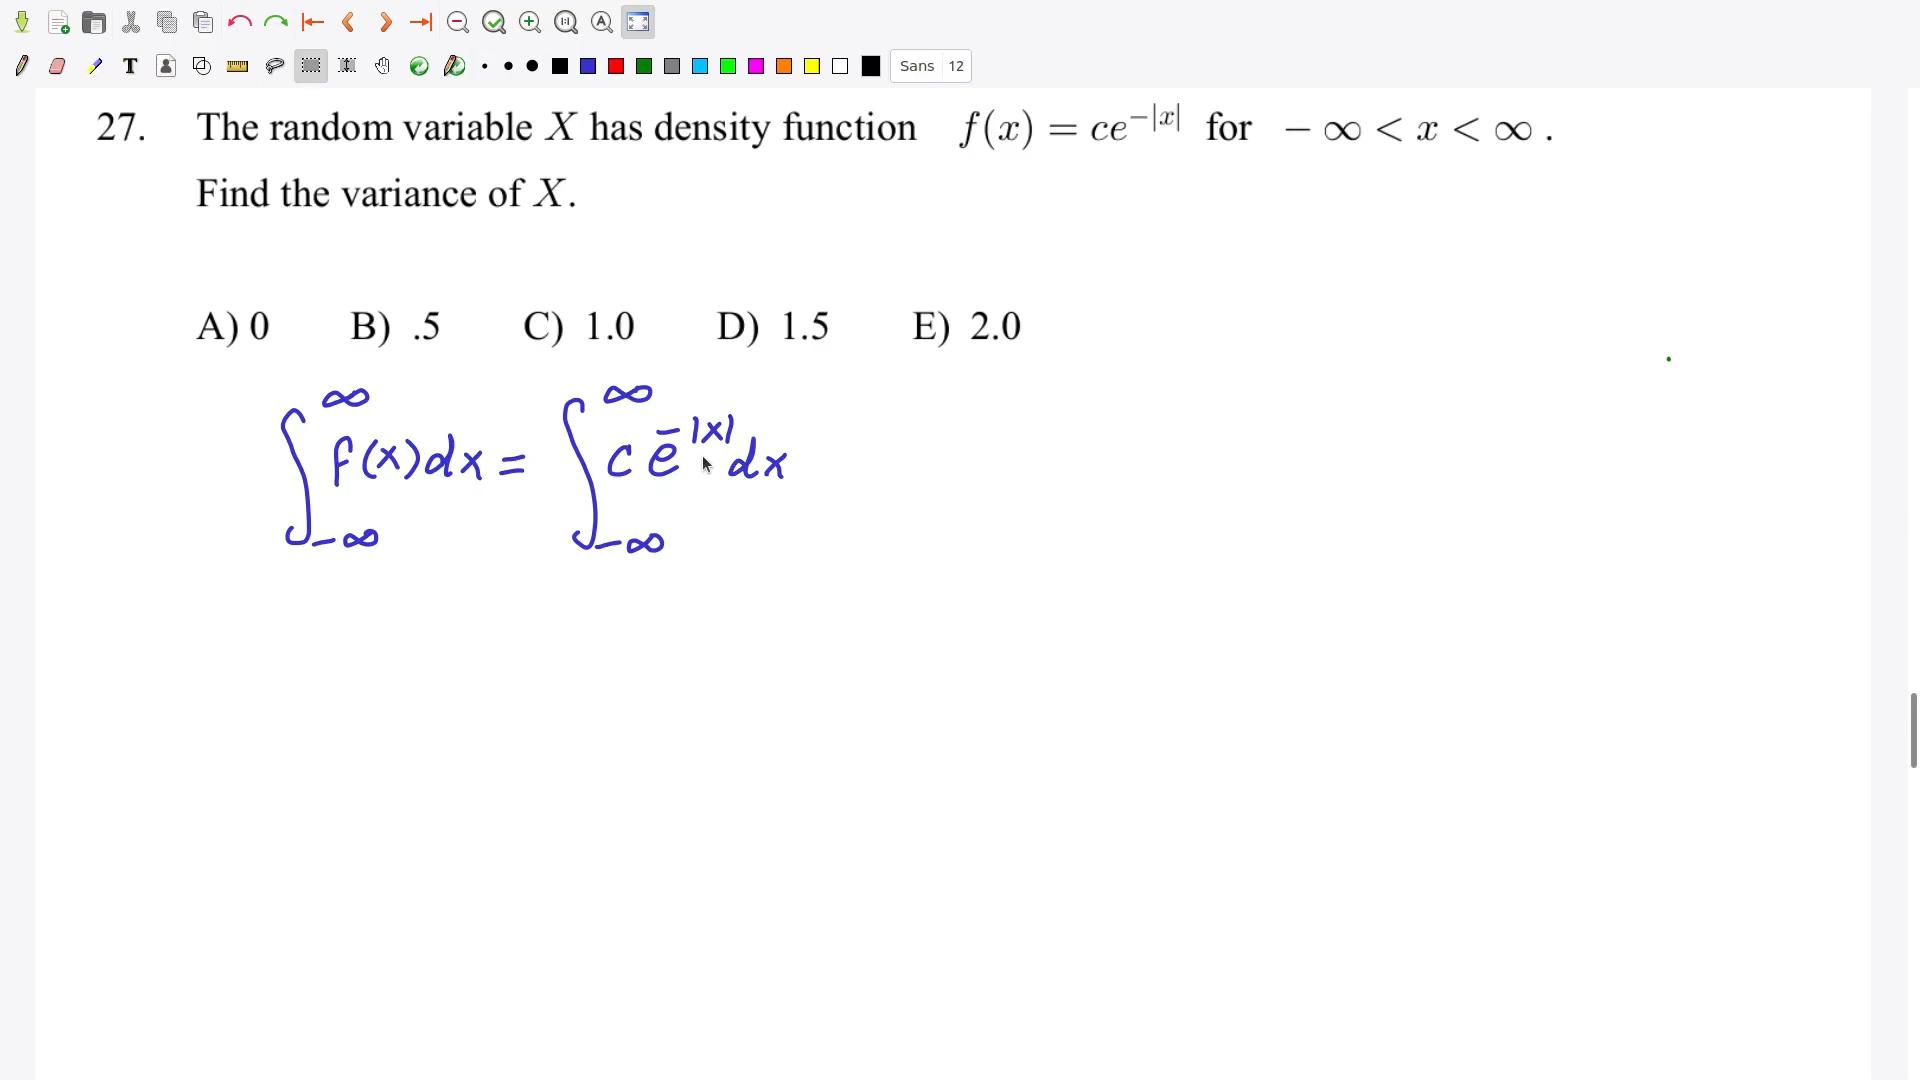 Sans 12
27. The random variable X has density function f(x) = ce^{-|x|} for - ∞ < x < ∞ .
Find the variance of X.
A) 0 B) .5 C) 1.0 D) 1.5 E) 2.0
∫_{-∞}^{∞} f(x)dx = ∫_{-∞}^{∞} c e^{-|x|} dx